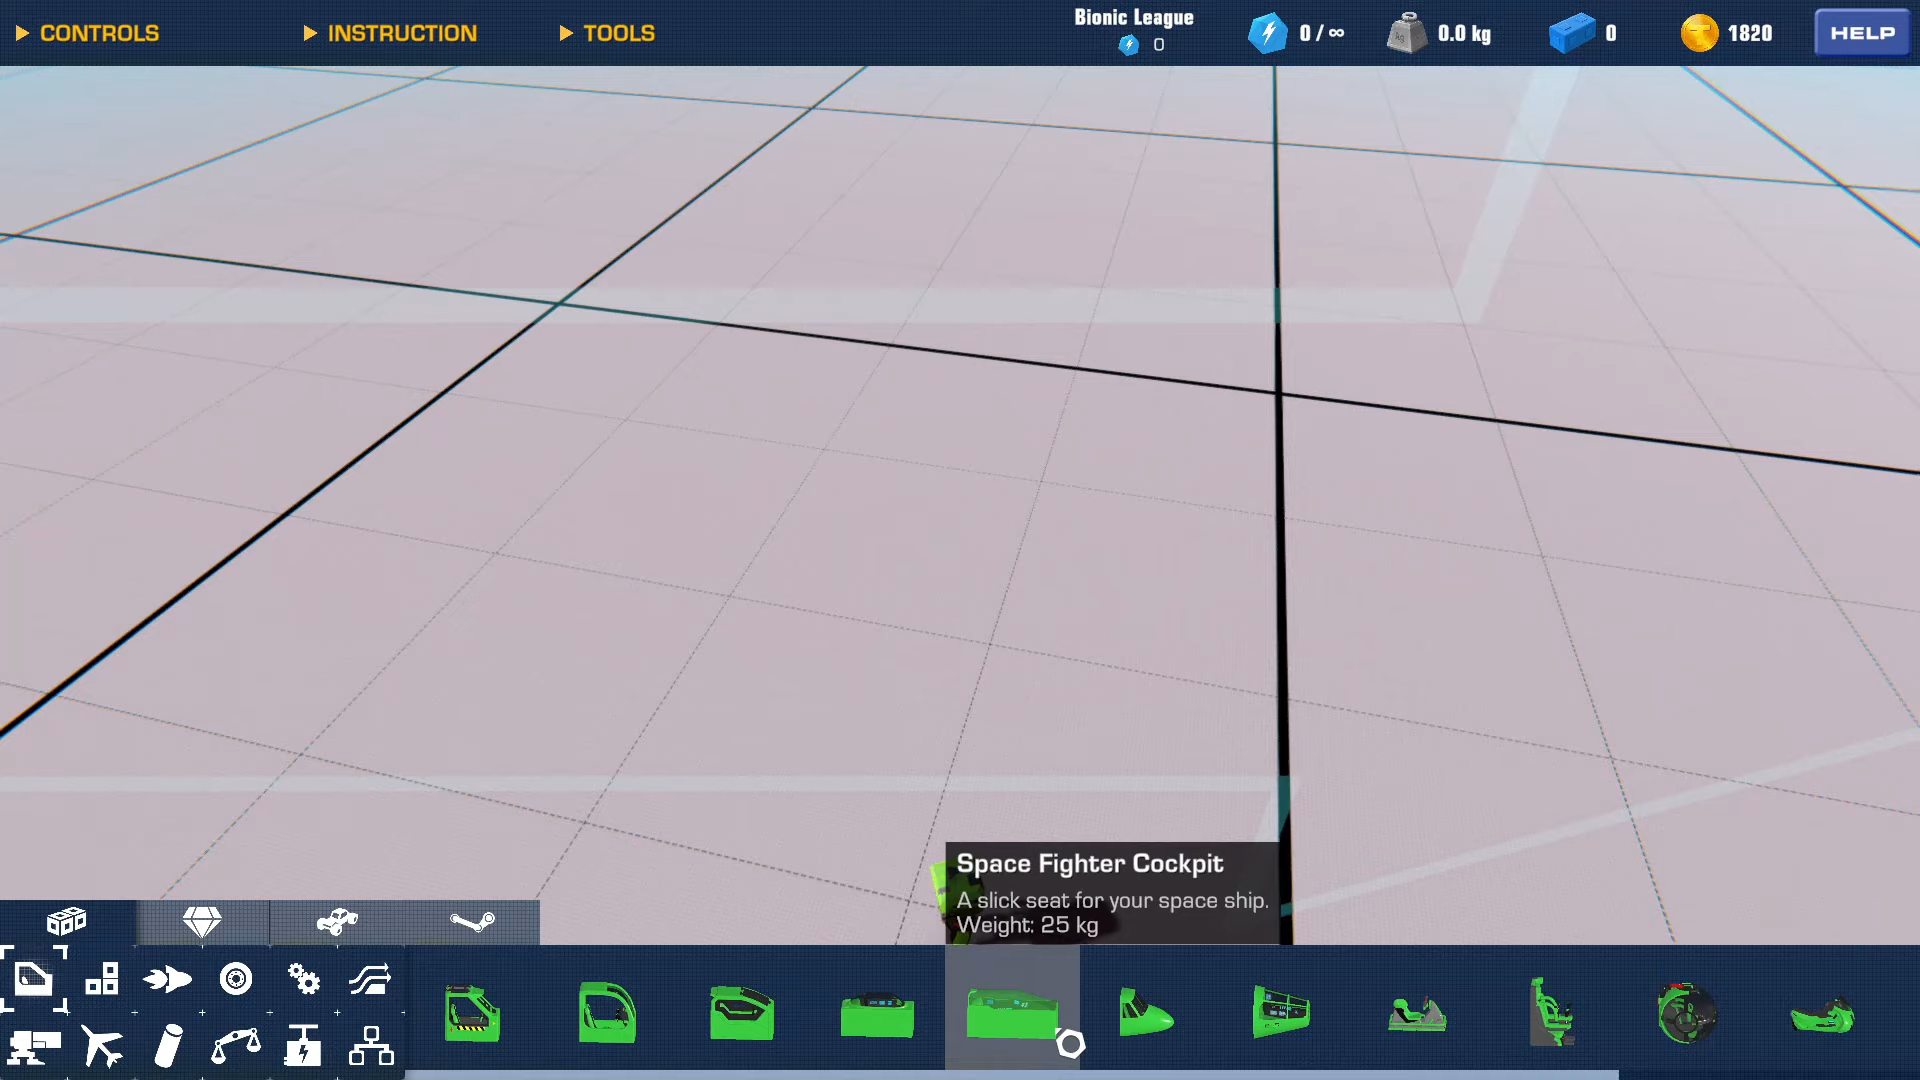 CONTROLS
INSTRUCTION
TOOLS
Bionic League
0
0 / ∞
kg
0.0 kg
0
1820
HELP
Space Fighter Cockpit
A slick seat for your space ship.
Weight: 25 kg